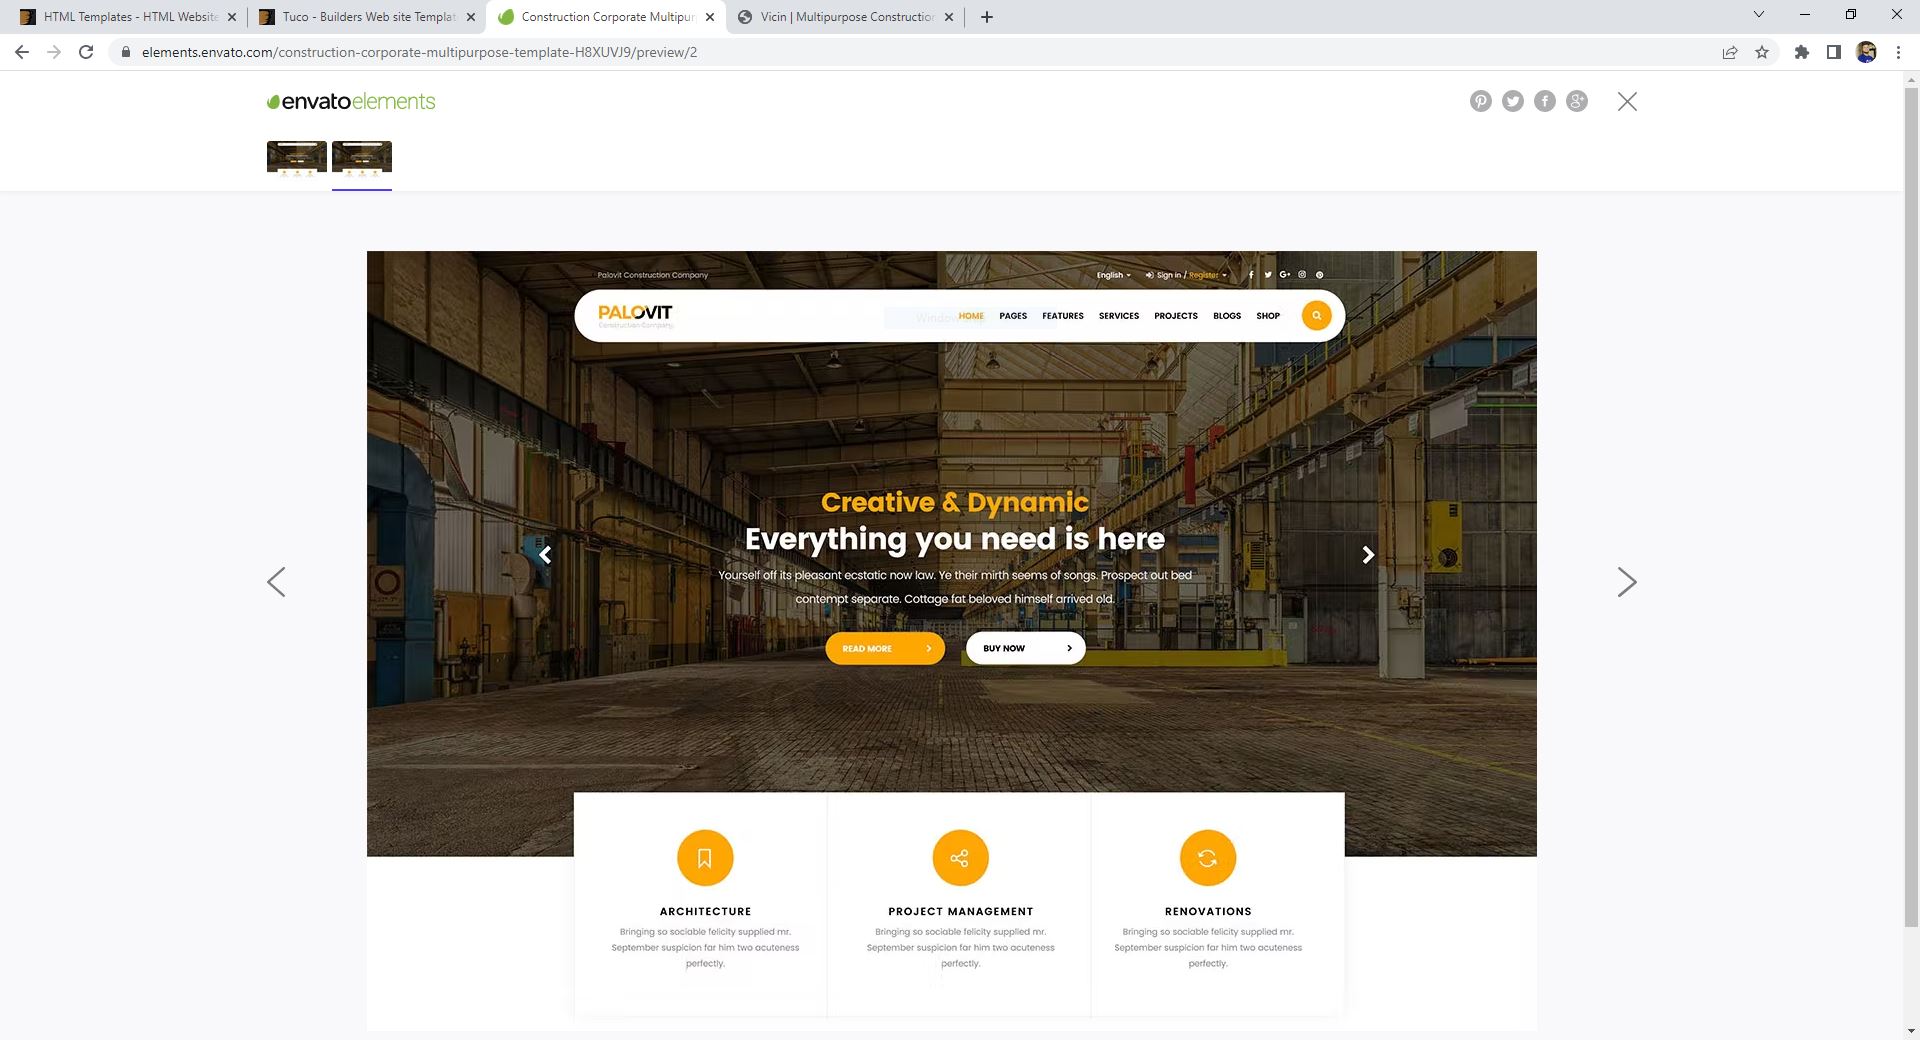 HTML Templates - HTML Website
Tuco - Builders Web site Templat
Construction Corporate Multipur
Vicin | Multipurpose Construction
elements.envato.com/construction-corporate-multipurpose-template-H8XUVJ9/preview/2
envatoelements
Palovit Construction Company
English
Sign in / Register
PALOVIT
Construction Company
HOME PAGES FEATURES SERVICES PROJECTS BLOGS SHOP
Creative & Dynamic
Everything you need is here
Yourself off its pleasant ecstatic now law. Ye their mirth seems of songs. Prospect out bed
contempt separate. Cottage fat beloved himself arrived old.
READ MORE
BUY NOW
ARCHITECTURE
Bringing so sociable felicity supplied mr.
September suspicion far him two acuteness
perfectly.
PROJECT MANAGEMENT
Bringing so sociable felicity supplied mr.
September suspicion far him two acuteness
perfectly.
RENOVATIONS
Bringing so sociable felicity supplied mr.
September suspicion far him two acuteness
perfectly.